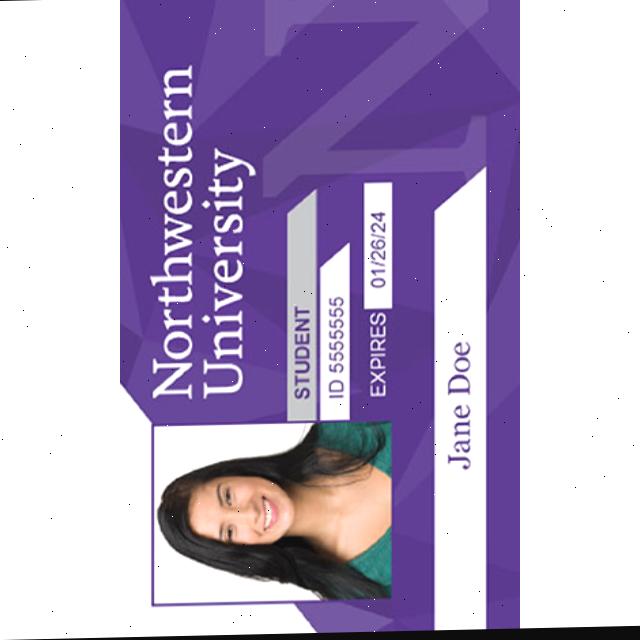 Northwestern
University
STUDENT
ID 5555555
EXPIRES 01/26/24
Jane Doe